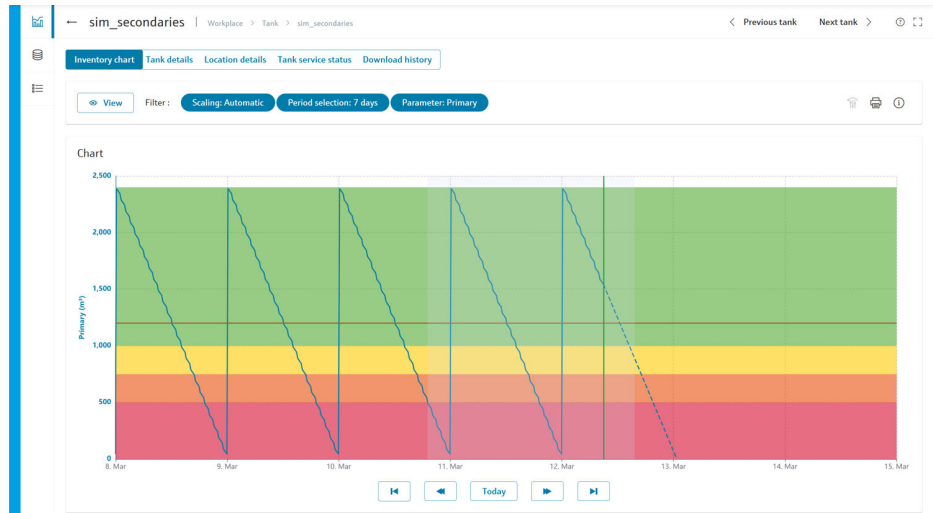 ← sim_secondaries | Workplace > Tank > sim_secondaries < Previous tank Next tank >
Inventory chart Tank details Location details Tank service status Download history
View Filter : Scaling: Automatic Period selection: 7 days Parameter: Primary
Chart
Primary (m³)
2,500
2,000
1,500
1,000
500
0
8. Mar 9. Mar 10. Mar 11. Mar 12. Mar 13. Mar 14. Mar 15. Mar
Today